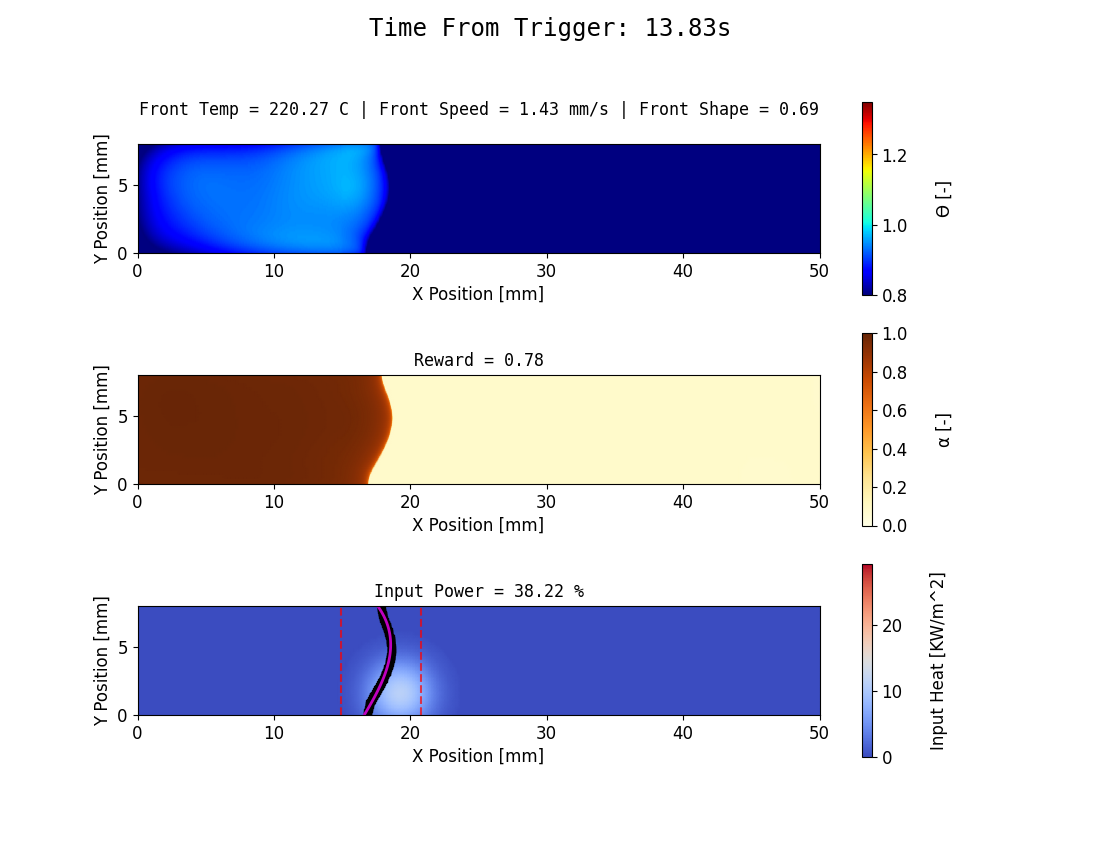 Time From Trigger: 13.83s
Front Temp = 220.27 C | Front Speed = 1.43 mm/s | Front Shape = 0.69
Y Position [mm]
5
0
0 10 20 30 40 50
X Position [mm]
1.2
1.0
0.8
Θ [-]
Reward = 0.78
Y Position [mm]
5
0
0 10 20 30 40 50
X Position [mm]
1.0
0.8
0.6
0.4
0.2
0.0
α [-]
Input Power = 38.22 %
Y Position [mm]
5
0
0 10 20 30 40 50
X Position [mm]
20
10
0
Input Heat [KW/m^2]